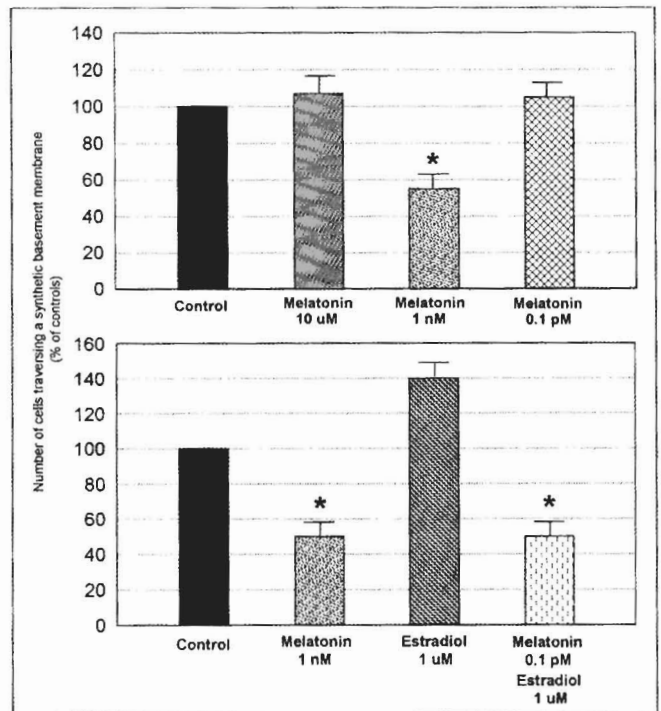 Number of cells traversing a synthetic basement membrane
(% of controls)
140
120
100
80
60
40
20
0
*
Control
Melatonin
10 uM
Melatonin
1 nM
Melatonin
0.1 pM
160
140
120
100
80
60
40
20
0
*
*
Control
Melatonin
1 nM
Estradiol
1 uM
Melatonin
0.1 pM
Estradiol
1 uM